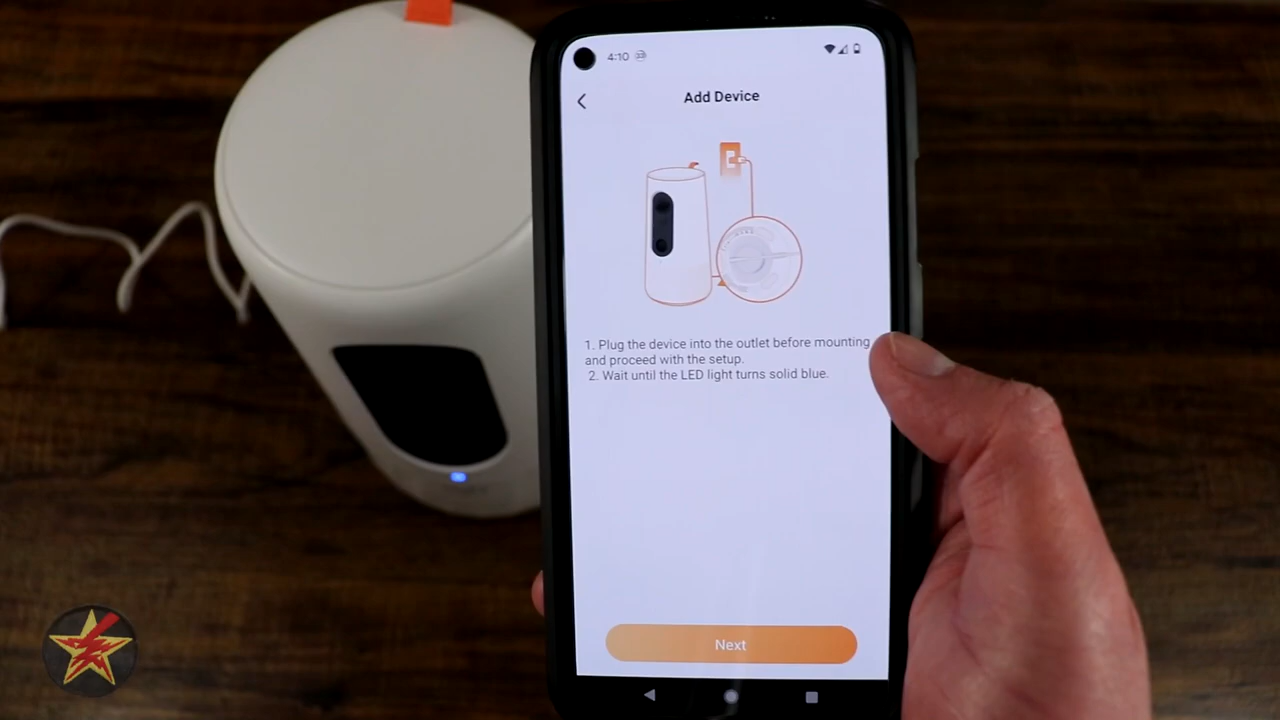 4:10
Add Device
1. Plug the device into the outlet before mounting
and proceed with the setup.
2. Wait until the LED light turns solid blue.
Next